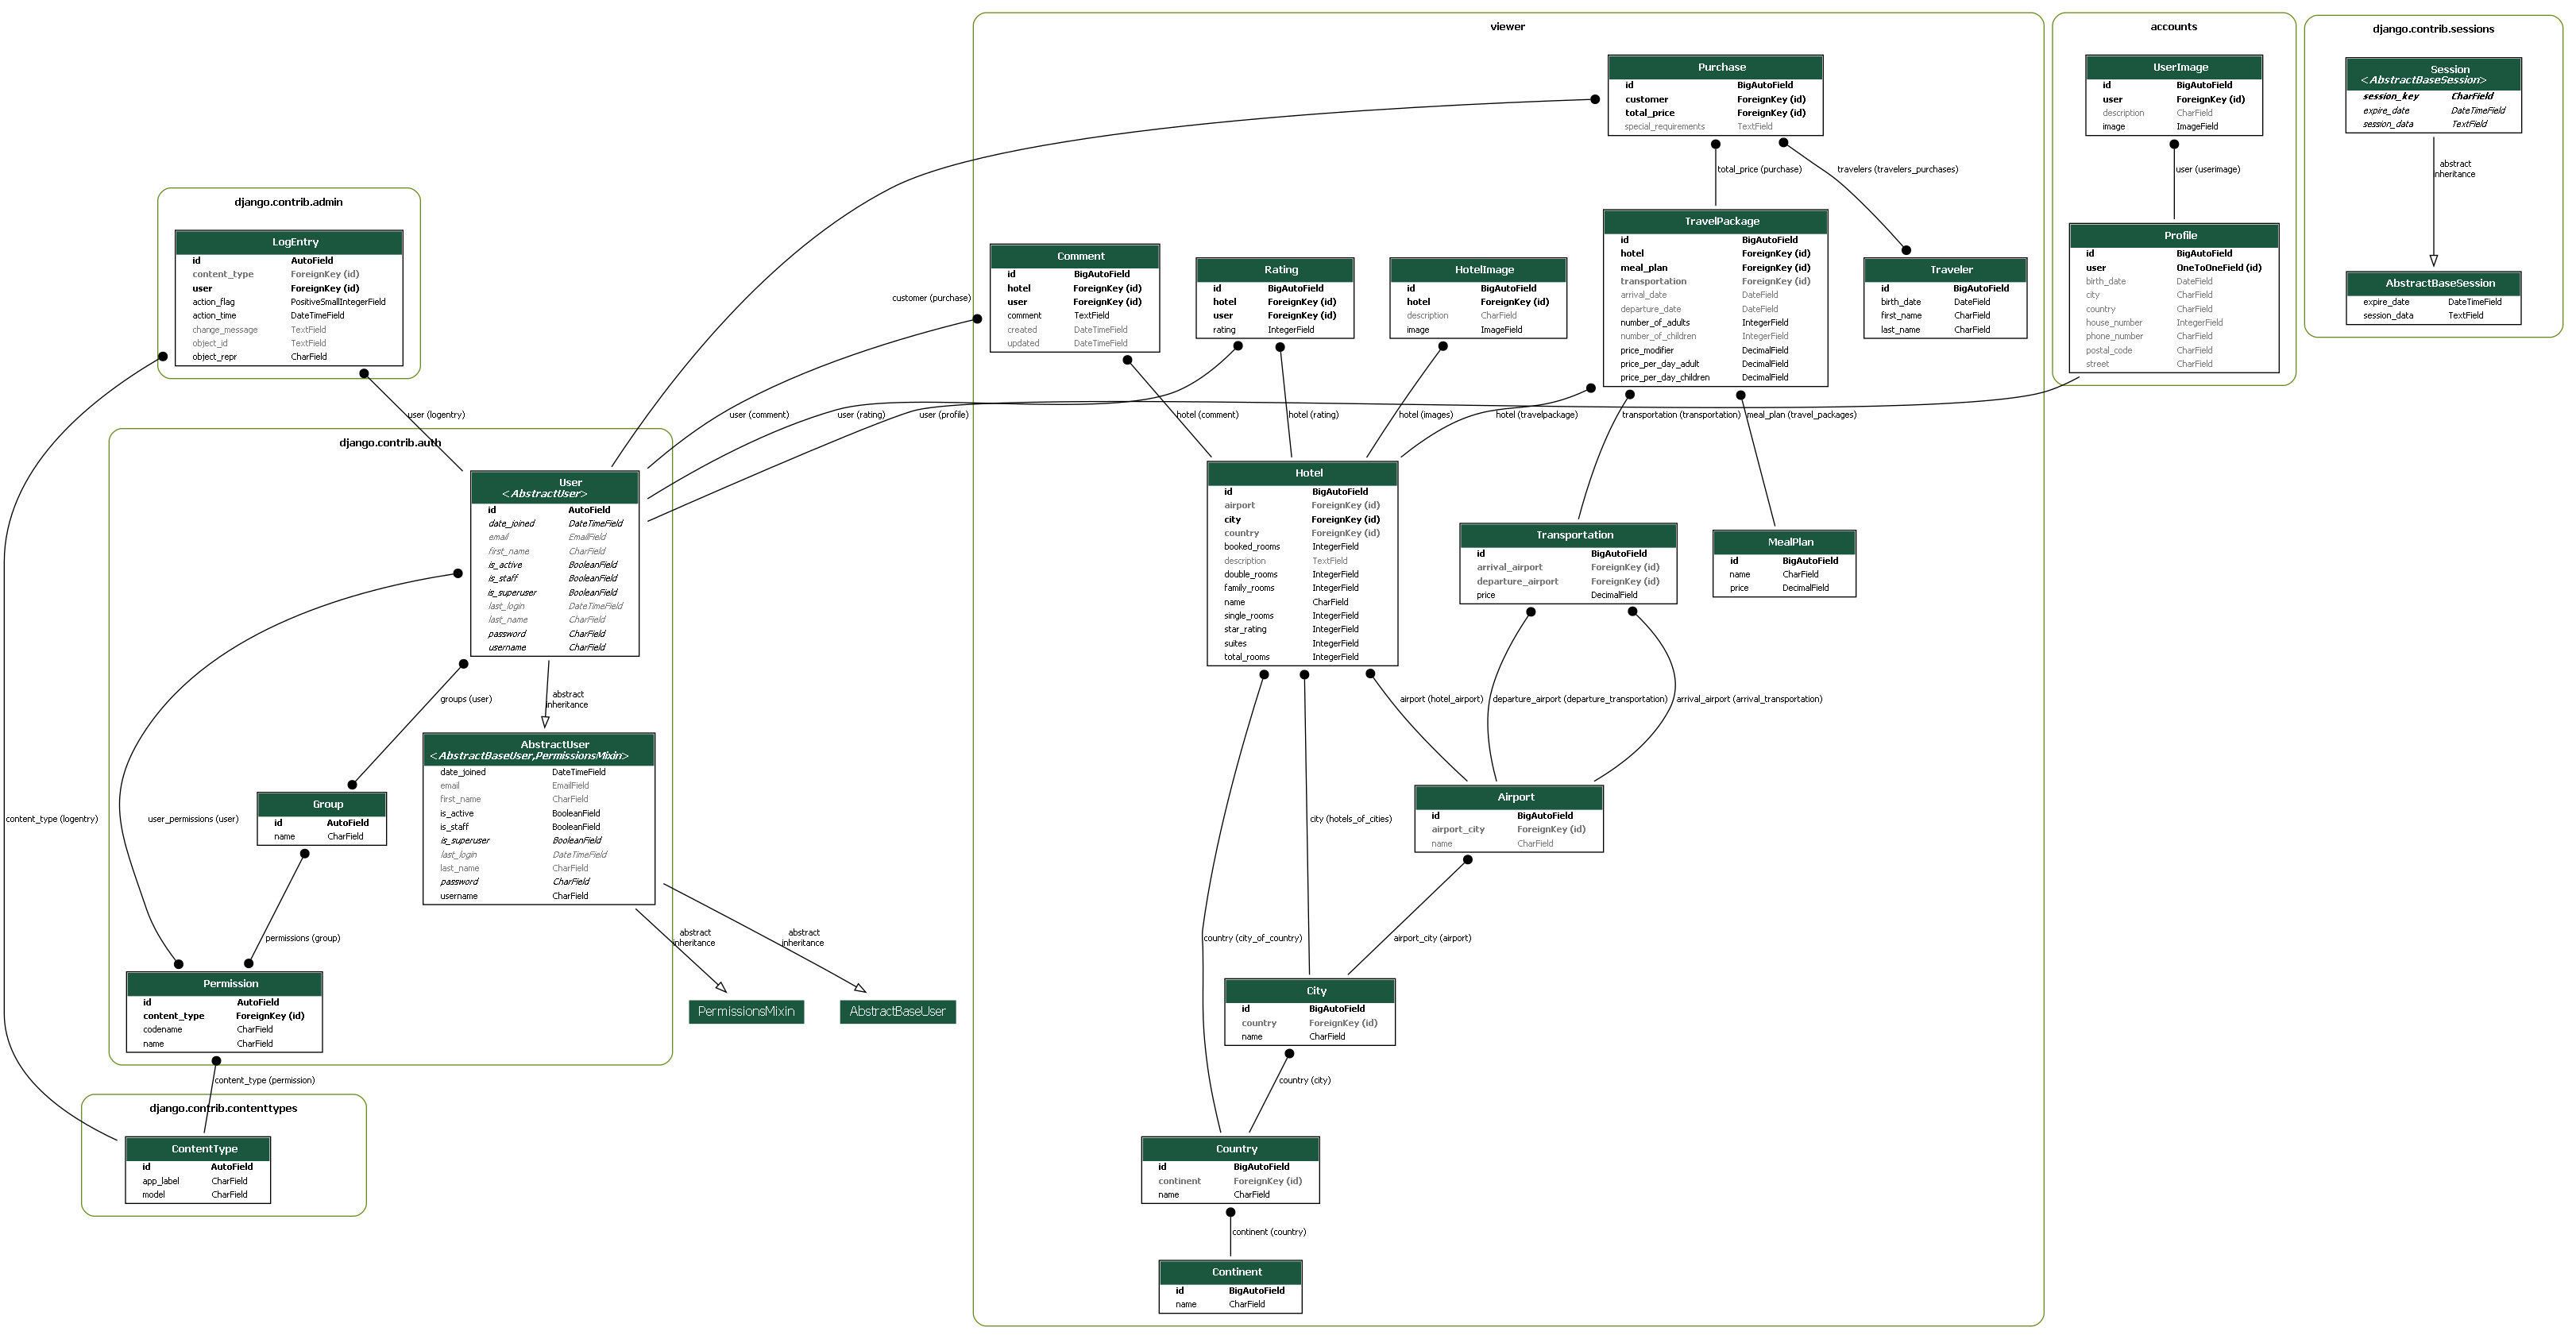 viewer
Purchase
id BigAutoField
customer ForeignKey (id)
total_price ForeignKey (id)
special_requirements TextField
total_price (purchase)
travelers (travelers_purchases)
customer (purchase)
Comment
id BigAutoField
hotel ForeignKey (id)
user ForeignKey (id)
comment TextField
created DateTimeField
updated DateTimeField
Rating
id BigAutoField
hotel ForeignKey (id)
user ForeignKey (id)
rating IntegerField
HotelImage
id BigAutoField
hotel ForeignKey (id)
description CharField
image ImageField
TravelPackage
id BigAutoField
hotel ForeignKey (id)
meal_plan ForeignKey (id)
transportation ForeignKey (id)
arrival_date DateField
departure_date DateField
number_of_adults IntegerField
number_of_children IntegerField
price_modifier DecimalField
price_per_day_adult DecimalField
price_per_day_children DecimalField
Traveler
id BigAutoField
birth_date DateField
first_name CharField
last_name CharField
user (comment)
user (rating)
user (profile)
hotel (comment)
hotel (rating)
hotel (images)
hotel (travelpackage)
transportation (transportation)
meal_plan (travel_packages)
Hotel
id BigAutoField
airport ForeignKey (id)
city ForeignKey (id)
country ForeignKey (id)
booked_rooms IntegerField
description TextField
double_rooms IntegerField
family_rooms IntegerField
name CharField
single_rooms IntegerField
star_rating IntegerField
suites IntegerField
total_rooms IntegerField
Transportation
id BigAutoField
arrival_airport ForeignKey (id)
departure_airport ForeignKey (id)
price DecimalField
MealPlan
id BigAutoField
name CharField
price DecimalField
airport (hotel_airport)
departure_airport (departure_transportation)
arrival_airport (arrival_transportation)
Airport
id BigAutoField
airport_city ForeignKey (id)
name CharField
city (hotels_of_cities)
country (city_of_country)
airport_city (airport)
City
id BigAutoField
country ForeignKey (id)
name CharField
country (city)
Country
id BigAutoField
continent ForeignKey (id)
name CharField
continent (country)
Continent
id BigAutoField
name CharField
accounts
UserImage
id BigAutoField
user ForeignKey (id)
description CharField
image ImageField
user (userimage)
Profile
id BigAutoField
user OneToOneField (id)
birth_date DateField
city CharField
country CharField
house_number IntegerField
phone_number CharField
postal_code CharField
street CharField
django.contrib.sessions
Session
<AbstractBaseSession>
session_key CharField
expire_date DateTimeField
session_data TextField
abstract
inheritance
AbstractBaseSession
expire_date DateTimeField
session_data TextField
django.contrib.admin
LogEntry
id AutoField
content_type ForeignKey (id)
user ForeignKey (id)
action_flag PositiveSmallIntegerField
action_time DateTimeField
change_message TextField
object_id TextField
object_repr CharField
user (logentry)
django.contrib.auth
User
<AbstractUser>
id AutoField
date_joined DateTimeField
email EmailField
first_name CharField
is_active BooleanField
is_staff BooleanField
is_superuser BooleanField
last_login DateTimeField
last_name CharField
password CharField
username CharField
groups (user)
abstract
inheritance
AbstractUser
<AbstractBaseUser,PermissionsMixin>
date_joined DateTimeField
email EmailField
first_name CharField
is_active BooleanField
is_staff BooleanField
is_superuser BooleanField
last_login DateTimeField
last_name CharField
password CharField
username CharField
Group
id AutoField
name CharField
content_type (logentry)
user_permissions (user)
permissions (group)
abstract
inheritance
abstract
inheritance
PermissionsMixin
AbstractBaseUser
Permission
id AutoField
content_type ForeignKey (id)
codename CharField
name CharField
content_type (permission)
django.contrib.contenttypes
ContentType
id AutoField
app_label CharField
model CharField